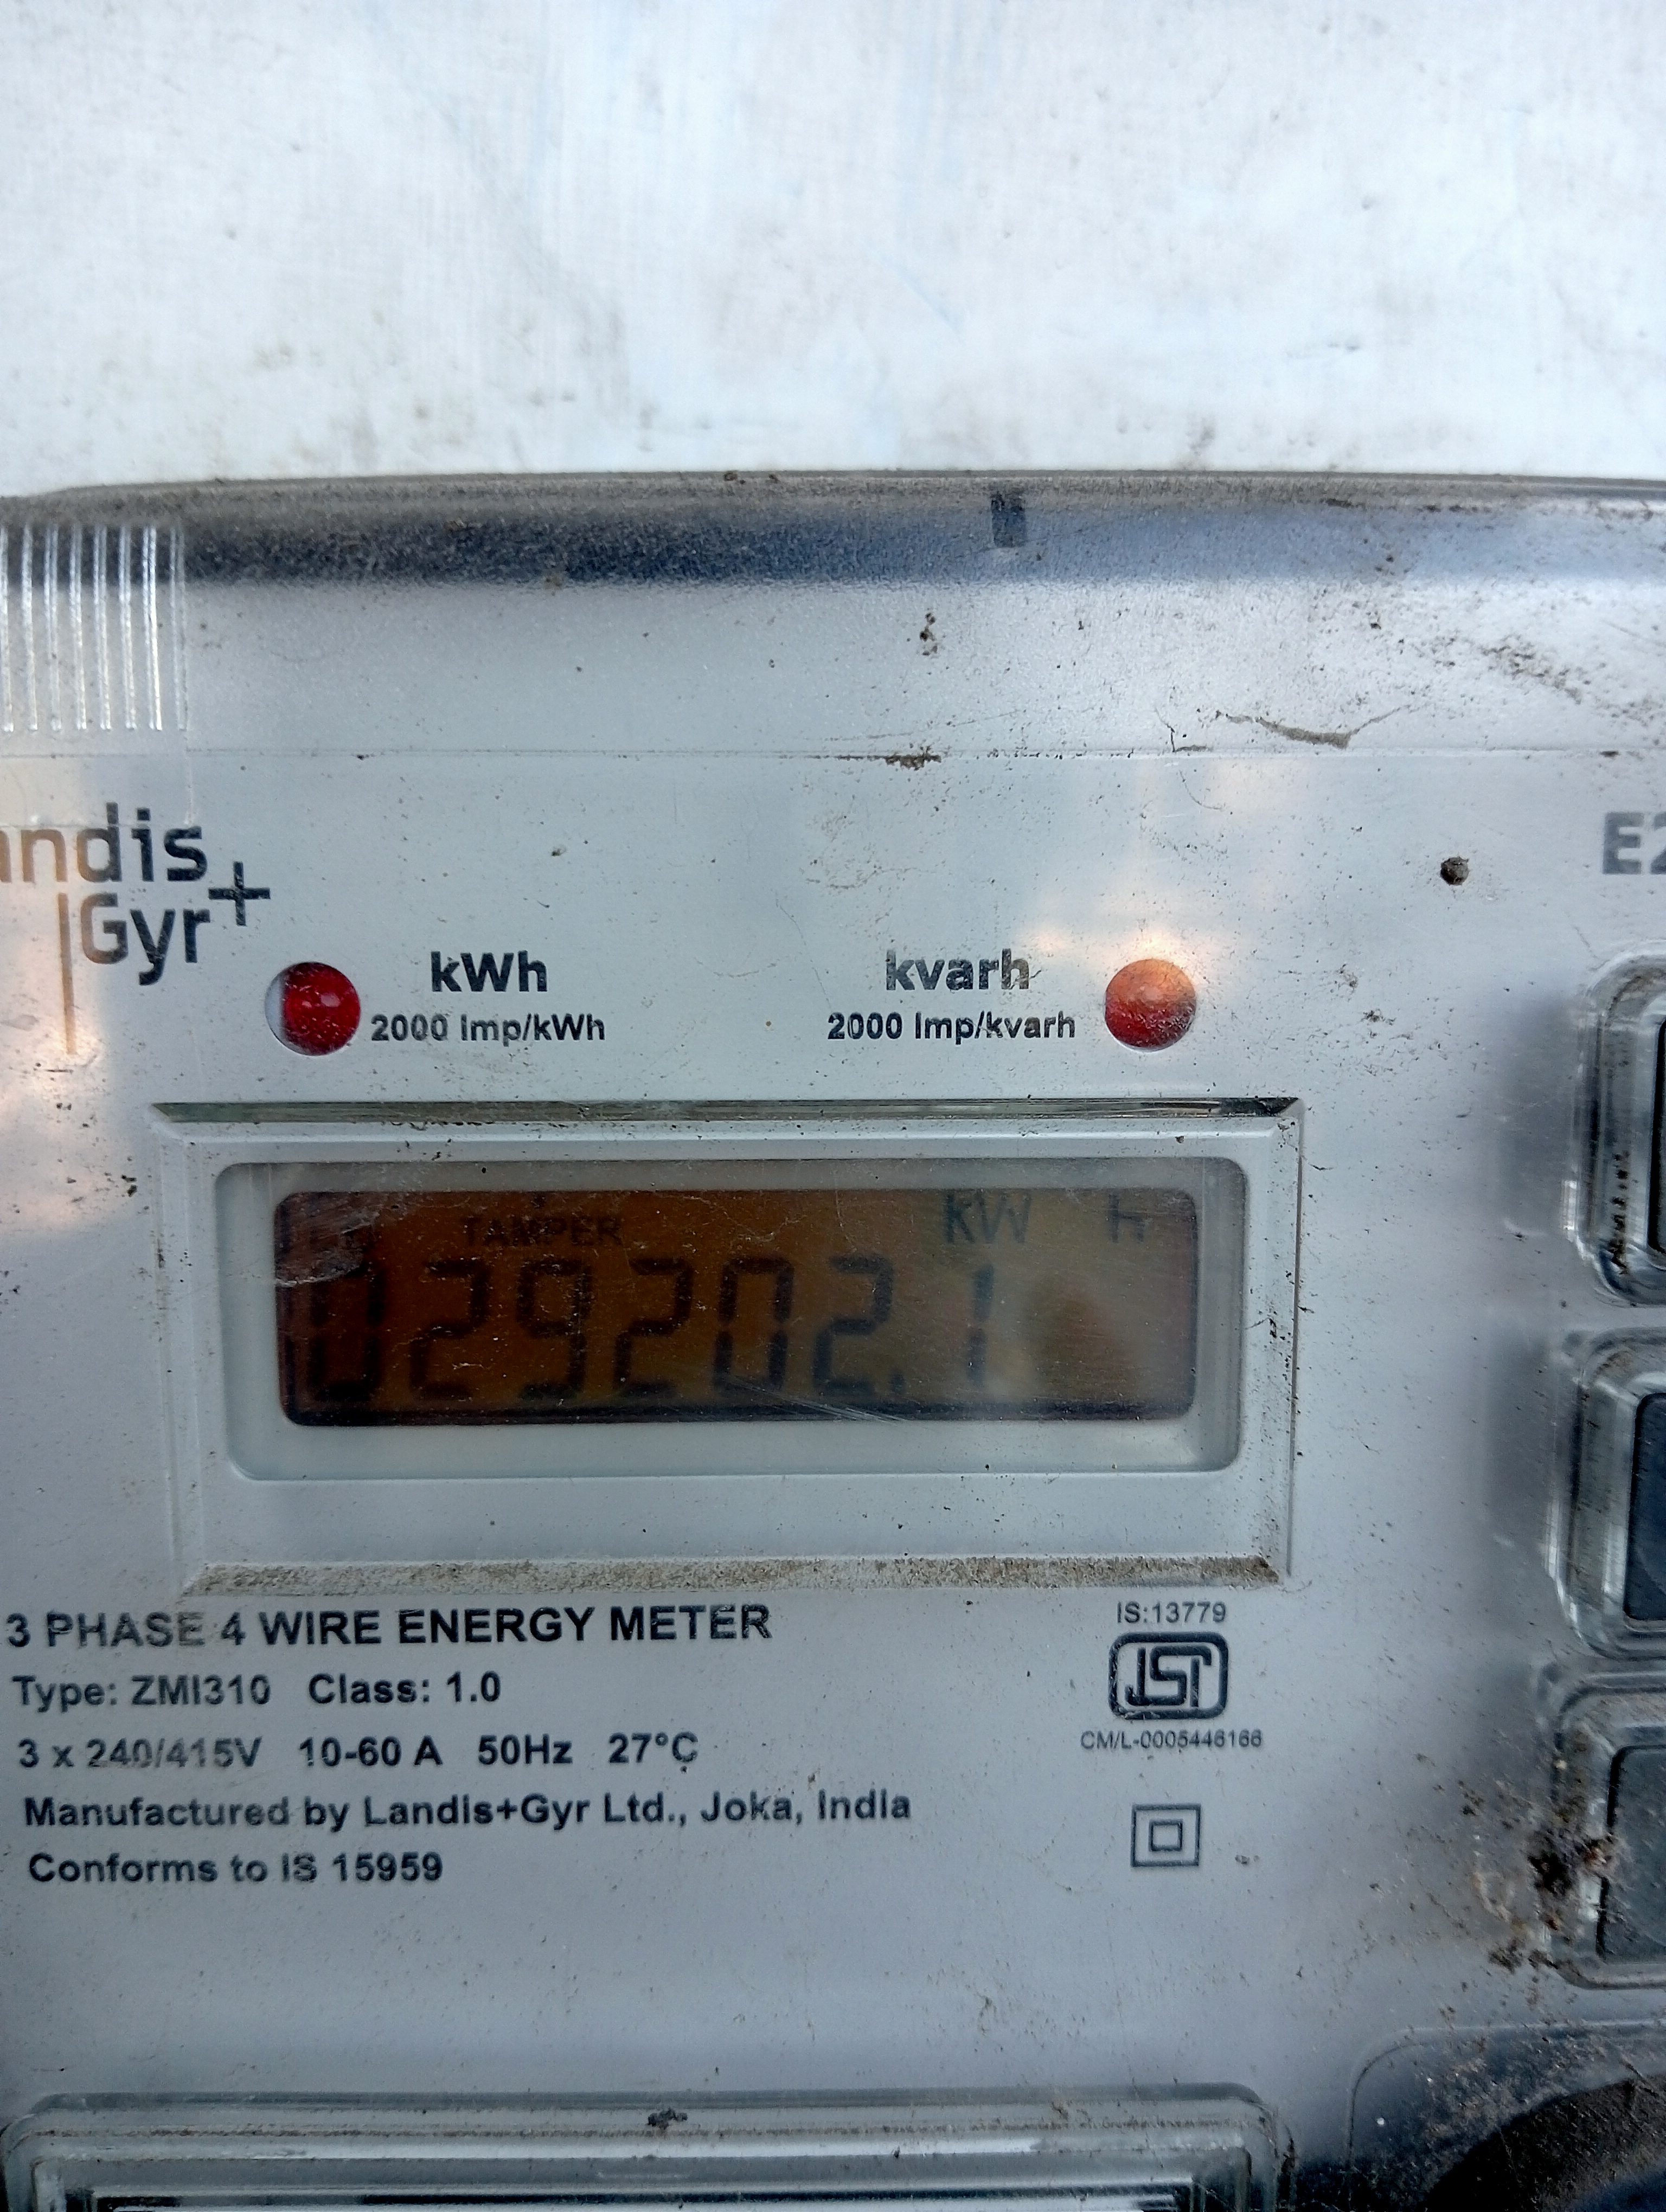 andis
Gyr+
E2
kWh
2000 Imp/kWh
kvarh
2000 Imp/kvarh
TAMPER
KW h
029202.1
3 PHASE 4 WIRE ENERGY METER
Type: ZMI310 Class: 1.0
3 x 240/415V 10-60 A 50Hz 27°C
Manufactured by Landis+Gyr Ltd., Joka, India
Conforms to IS 15959
IS:13779
ISI
CM/L-0005446166